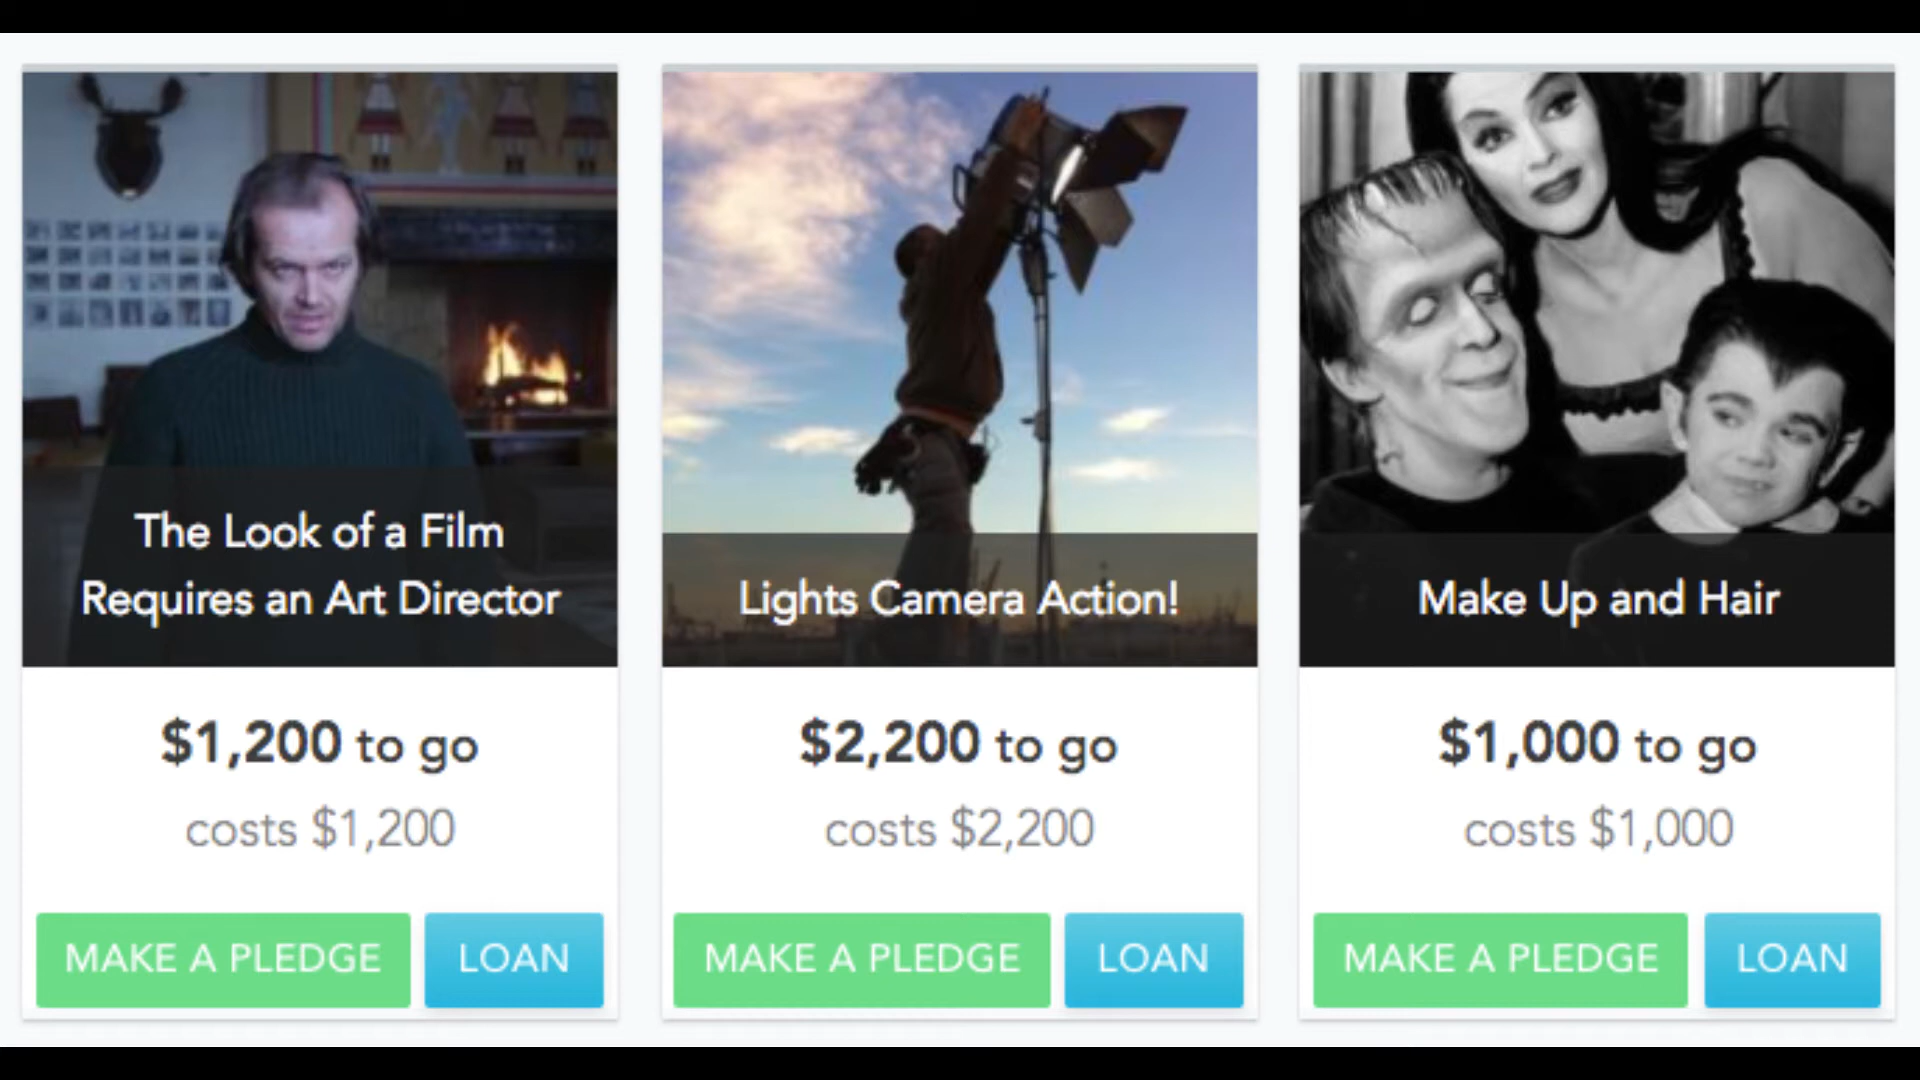 The Look of a Film
Requires an Art Director
$1,200 to go
costs $1,200
MAKE A PLEDGE
LOAN
Lights Camera Action!
$2,200 to go
costs $2,200
MAKE A PLEDGE
LOAN
Make Up and Hair
$1,000 to go
costs $1,000
MAKE A PLEDGE
LOAN